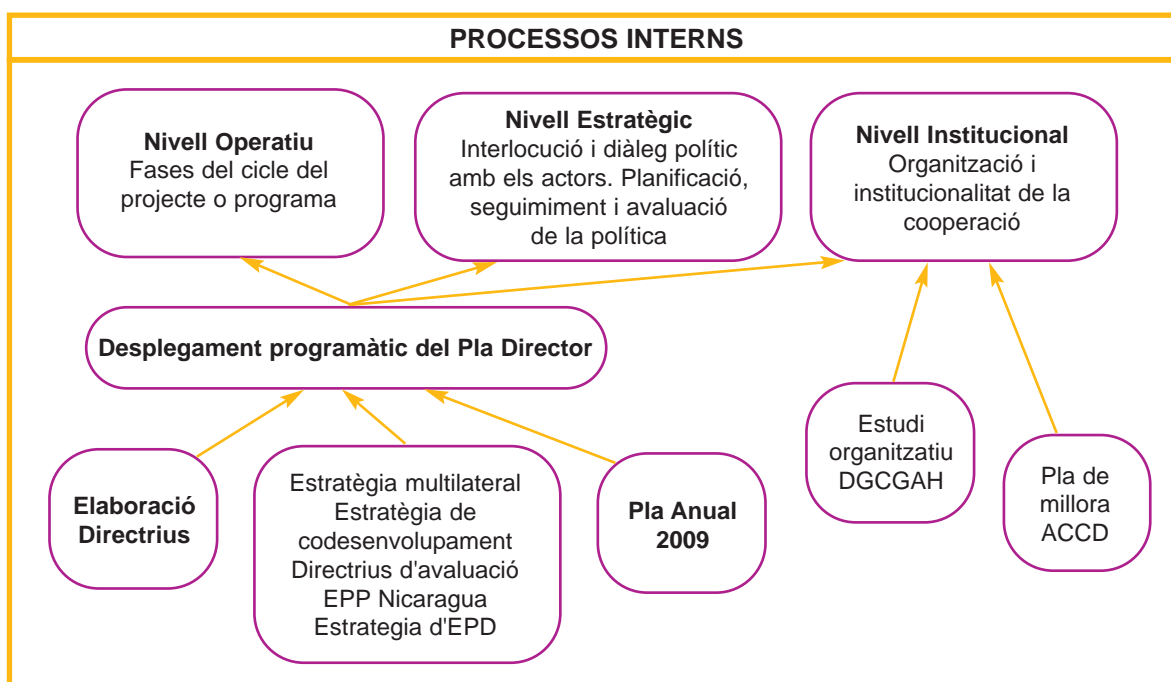 PROCESSOS INTERNS
Nivell Operatiu
Fases del cicle del
projecte o programa
Nivell Estratègic
Interlocució i diàleg polític
amb els actors. Planificació,
seguimiment i avaluació
de la política
Nivell Institucional
Organització i
institucionalitat de la
cooperació
Desplegament programàtic del Pla Director
Elaboració
Directrius
Estratègia multilateral
Estratègia de
codesenvolupament
Directrius d'avaluació
EPP Nicaragua
Estrategia d'EPD
Pla Anual
2009
Estudi
organitzatiu
DGCGAH
Pla de
millora
ACCD